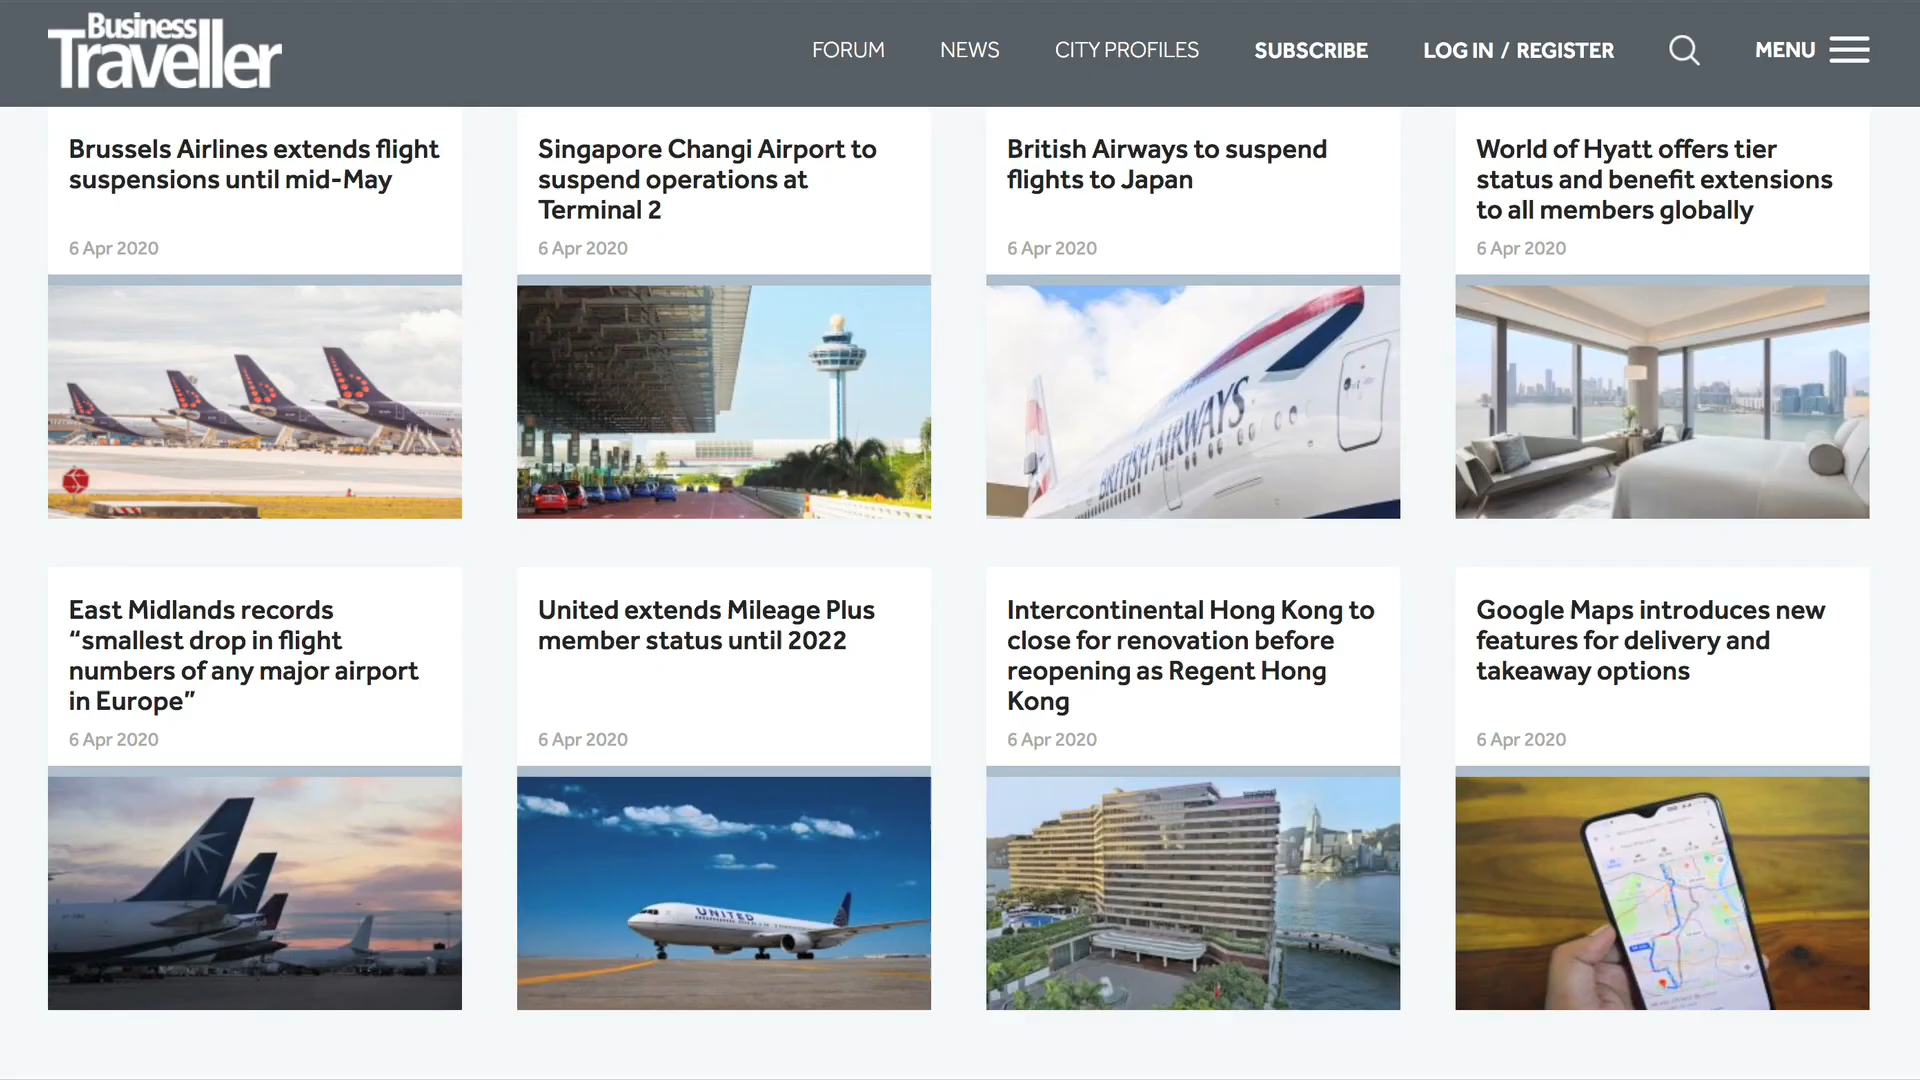 Business
Traveller
FORUM
NEWS
CITY PROFILES
SUBSCRIBE
LOG IN / REGISTER
MENU
Brussels Airlines extends flight
suspensions until mid-May
6 Apr 2020
Singapore Changi Airport to
suspend operations at
Terminal 2
6 Apr 2020
British Airways to suspend
flights to Japan
6 Apr 2020
World of Hyatt offers tier
status and benefit extensions
to all members globally
6 Apr 2020
BRITISH AIRWAYS
East Midlands records
“smallest drop in flight
numbers of any major airport
in Europe”
6 Apr 2020
United extends Mileage Plus
member status until 2022
6 Apr 2020
Intercontinental Hong Kong to
close for renovation before
reopening as Regent Hong
Kong
6 Apr 2020
Google Maps introduces new
features for delivery and
takeaway options
6 Apr 2020
UNITED